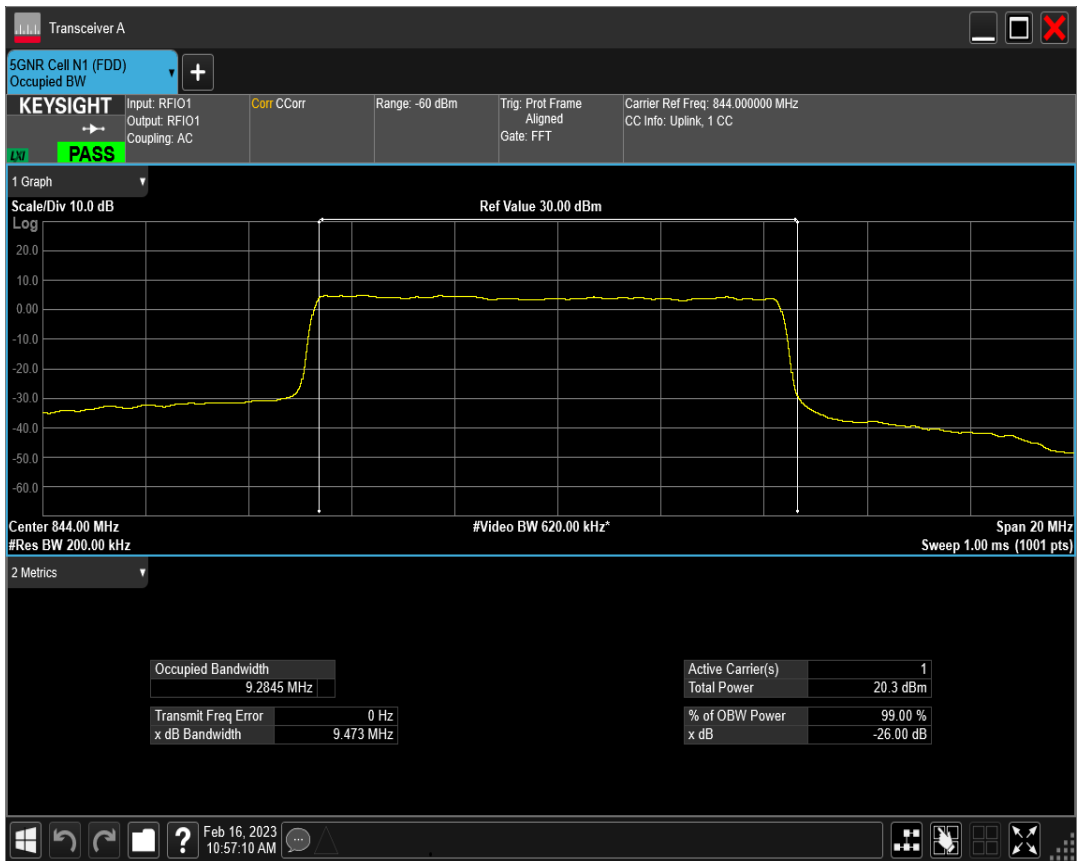 Transceiver A
5GNR Cell N1 (FDD)
Occupied BW
+
KEYSIGHT
LXI
PASS
Input: RFIO1
Output: RFIO1
Coupling: AC
Corr CCorr
Range: -60 dBm
Trig: Prot Frame
Aligned
Gate: FFT
Carrier Ref Freq: 844.000000 MHz
CC Info: Uplink, 1 CC
1 Graph
Scale/Div 10.0 dB
Ref Value 30.00 dBm
Log
20.0
10.0
0.00
-10.0
-20.0
-30.0
-40.0
-50.0
-60.0
Center 844.00 MHz
#Video BW 620.00 kHz*
Span 20 MHz
#Res BW 200.00 kHz
Sweep 1.00 ms (1001 pts)
2 Metrics
Occupied Bandwidth
9.2845 MHz
Transmit Freq Error 0 Hz
x dB Bandwidth 9.473 MHz
Active Carrier(s) 1
Total Power 20.3 dBm
% of OBW Power 99.00 %
x dB -26.00 dB
?
Feb 16, 2023
10:57:10 AM